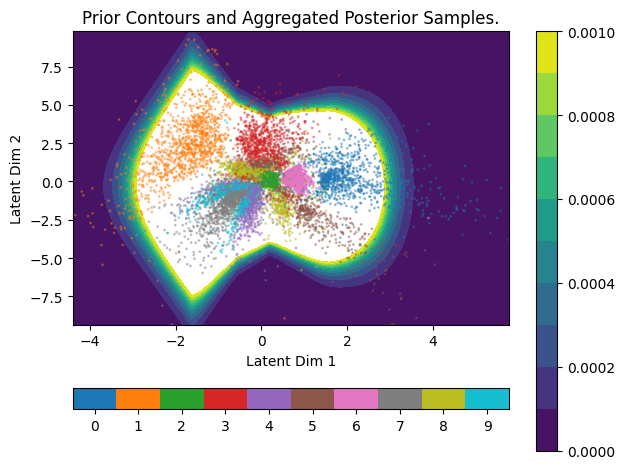 Prior Contours and Aggregated Posterior Samples.
7.5
5.0
2.5
0.0
−2.5
−5.0
−7.5
Latent Dim 2
−4 −2 0 2 4
Latent Dim 1
0.0010
0.0008
0.0006
0.0004
0.0002
0.0000
0 1 2 3 4 5 6 7 8 9